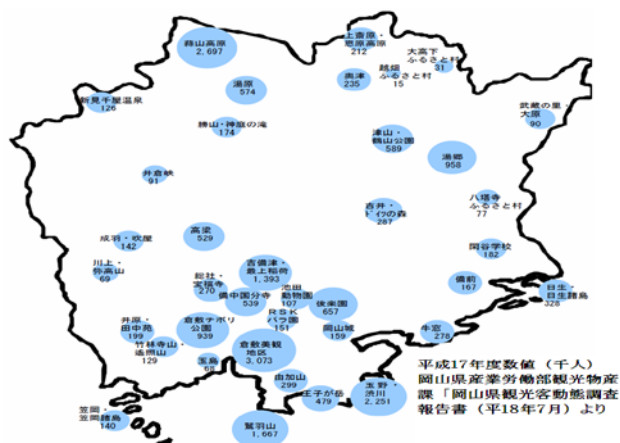 蒜山高原
2,697
上斎原・
恩原高原
212
大高下
ふるさと村
31
越畑
ふるさと村
15
奥津
235
湯原
574
新見千屋温泉
126
武蔵の里・
大原
90
勝山・神庭の滝
174
津山・
鶴山公園
589
湯郷
958
井倉峡
91
八塔寺
ふるさと村
77
吉井・
ドイツの森
287
高梁
529
成羽・吹屋
142
閑谷学校
182
吉備津・
最上稲荷
1,393
川上・
弥高山
69
総社・
宝福寺
270
池田
動物園
107
備前
167
日生・
日生諸島
328
備中国分寺
539
後楽園
657
RSK
バラ園
151
岡山城
159
牛窓
278
井原・
田中苑
199
倉敷チボリ
公園
939
竹林寺山・
遙照山
129
倉敷美観
地区
3,073
玉島
68
由加山
299
王子が岳
479
玉野・
渋川
2,251
笠岡・
笠岡諸島
140
鷲羽山
1,667
平成17年度数値（千人）
岡山県産業労働部観光物産
課「岡山県観光客動態調査
報告書（平18年7月）より